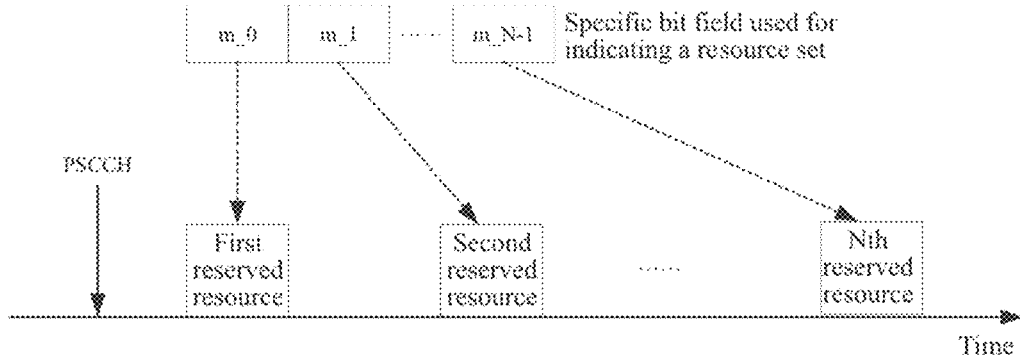 m_0 m_1 ...... m_N-1 Specific bit field used for
indicating a resource set
PSCCH
First Second Nth
reserved reserved ...... reserved
resource resource resource
Time